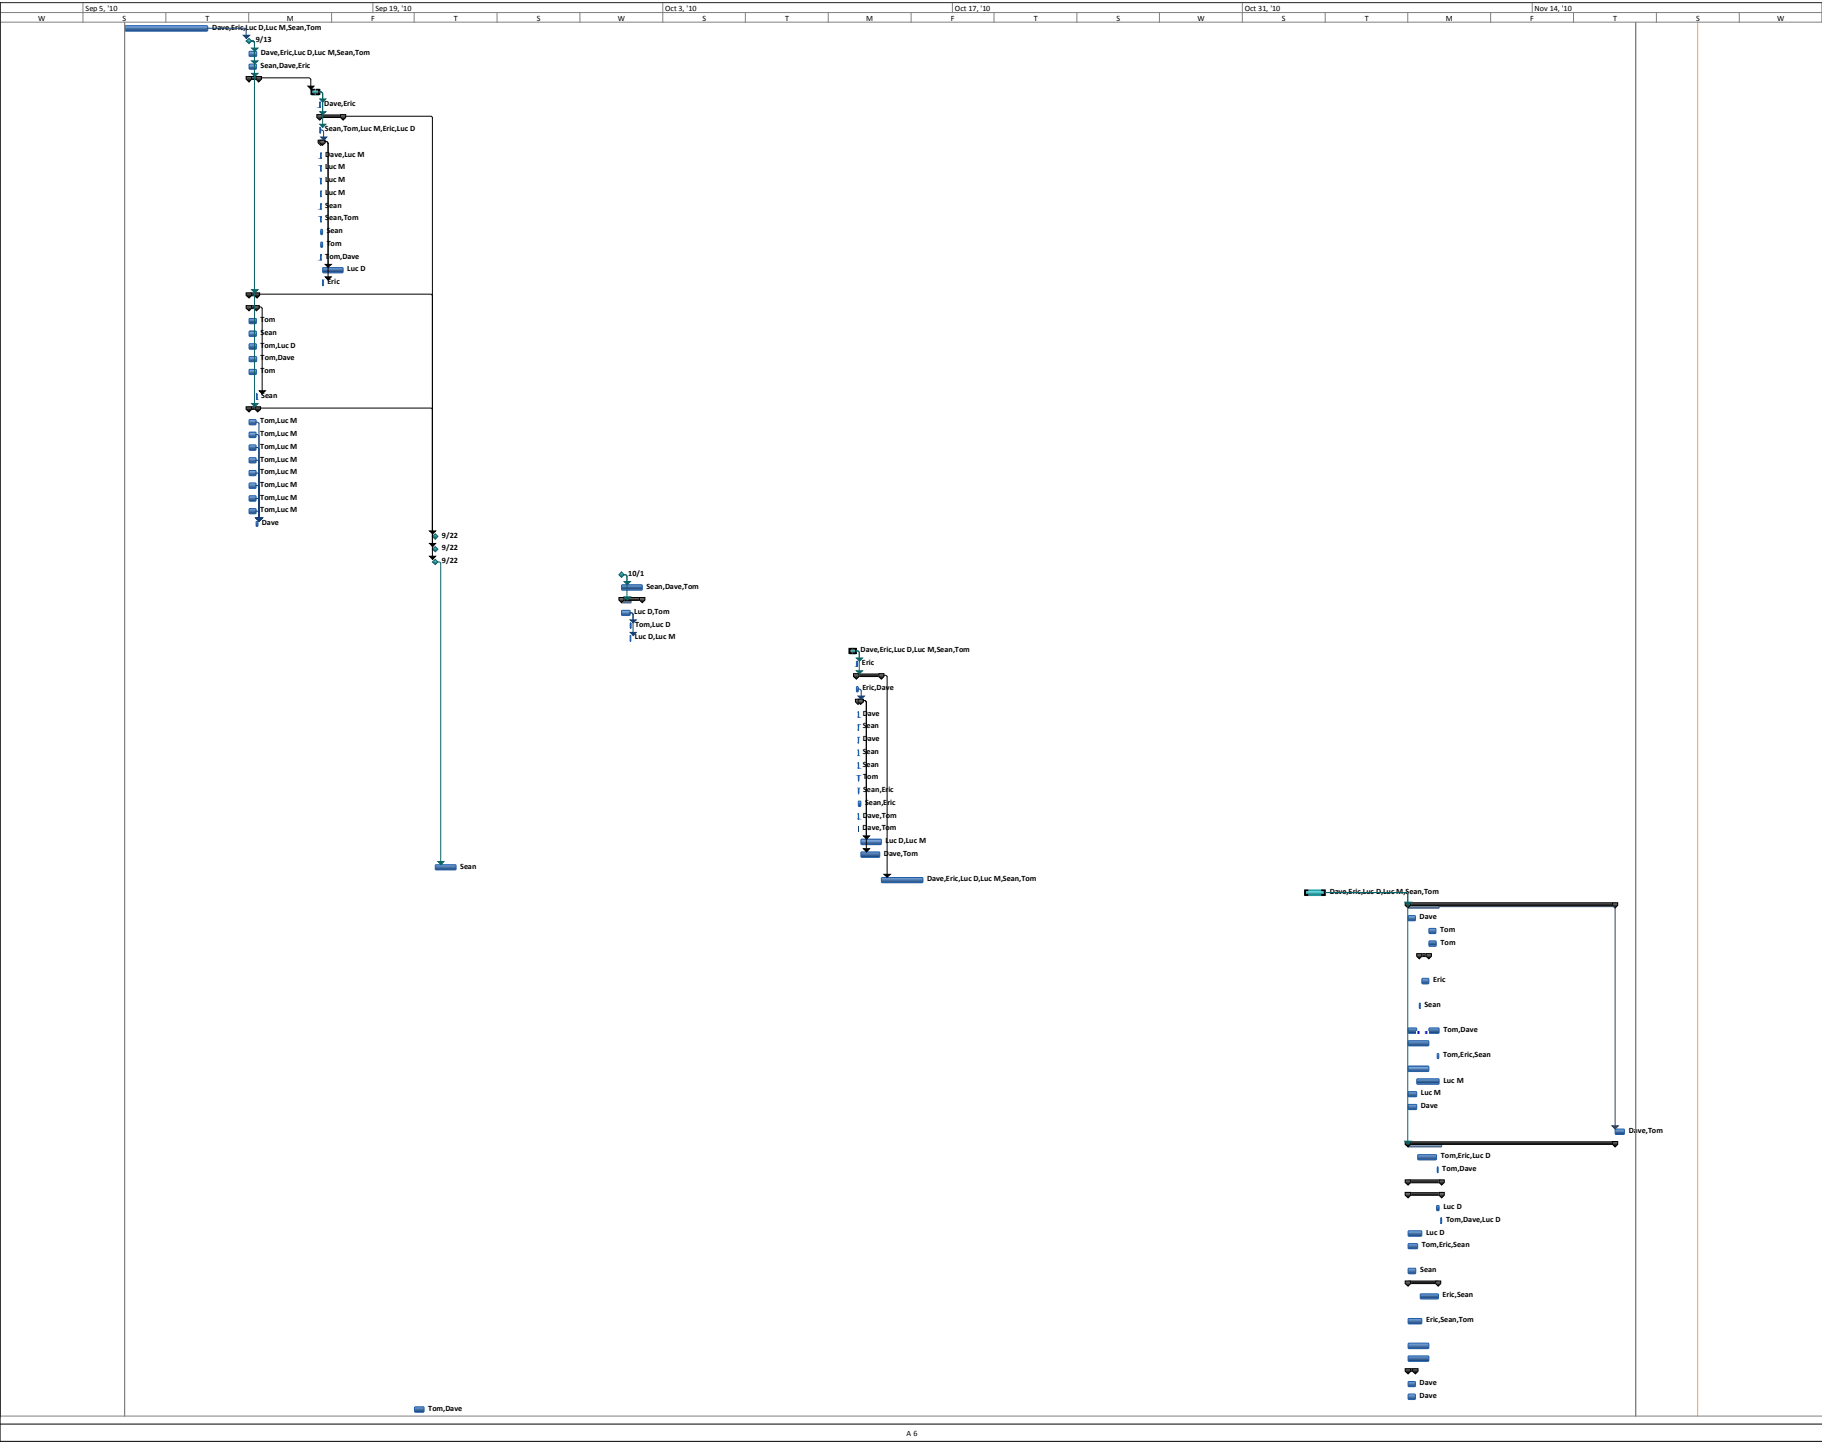 Sep 5, '10 Sep 19, '10 Oct 3, '10 Oct 17, '10 Oct 31, '10 Nov 14, '10
W S T M F T S W S T M F T S W S T M F T S W
Dave,Eric,Luc D,Luc M,Sean,Tom
9/13
Dave,Eric,Luc D,Luc M,Sean,Tom
Sean,Dave,Eric
Dave,Eric
Sean,Tom,Luc M,Eric,Luc D
Dave,Luc M
Luc M
Luc M
Luc M
Sean
Sean,Tom
Sean
Tom
Tom,Dave
Luc D
Eric
Tom
Sean
Tom,Luc D
Tom,Dave
Tom
Sean
Tom,Luc M
Tom,Luc M
Tom,Luc M
Tom,Luc M
Tom,Luc M
Tom,Luc M
Tom,Luc M
Tom,Luc M
Dave
9/22
9/22
9/22
10/1
Sean,Dave,Tom
Luc D,Tom
Tom,Luc D
Luc D,Luc M
Dave,Eric,Luc D,Luc M,Sean,Tom
Eric
Eric,Dave
Dave
Sean
Dave
Sean
Sean
Tom
Sean,Eric
Sean,Eric
Dave,Tom
Dave,Tom
Luc D,Luc M
Dave,Tom
Sean
Dave,Eric,Luc D,Luc M,Sean,Tom
Dave,Eric,Luc D,Luc M,Sean,Tom
Dave
Tom
Tom
Eric
Sean
Tom,Dave
Tom,Eric,Sean
Luc M
Luc M
Dave
Dave,Tom
Tom,Eric,Luc D
Tom,Dave
Luc D
Tom,Dave,Luc D
Luc D
Tom,Eric,Sean
Sean
Eric,Sean
Eric,Sean,Tom
Dave
Dave
Tom,Dave
A 6